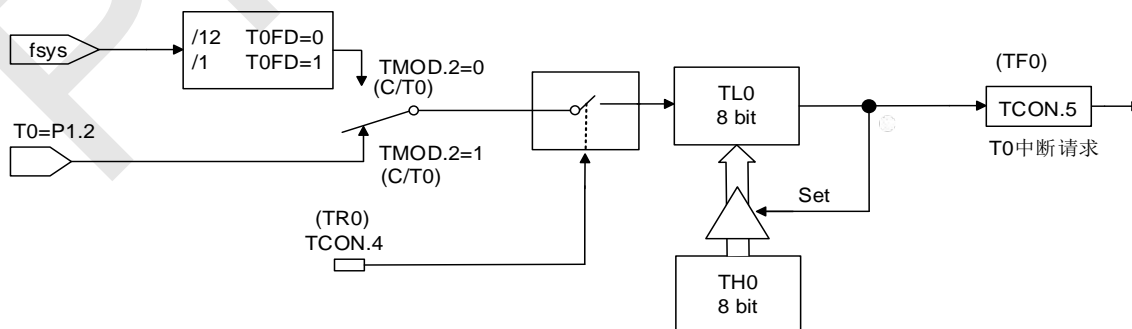 fsys
/12 T0FD=0
/1 T0FD=1
TMOD.2=0
(C/T0)
T0=P1.2
TMOD.2=1
(C/T0)
(TR0)
TCON.4
TL0
8 bit
Set
TH0
8 bit
(TF0)
TCON.5
T0中断请求